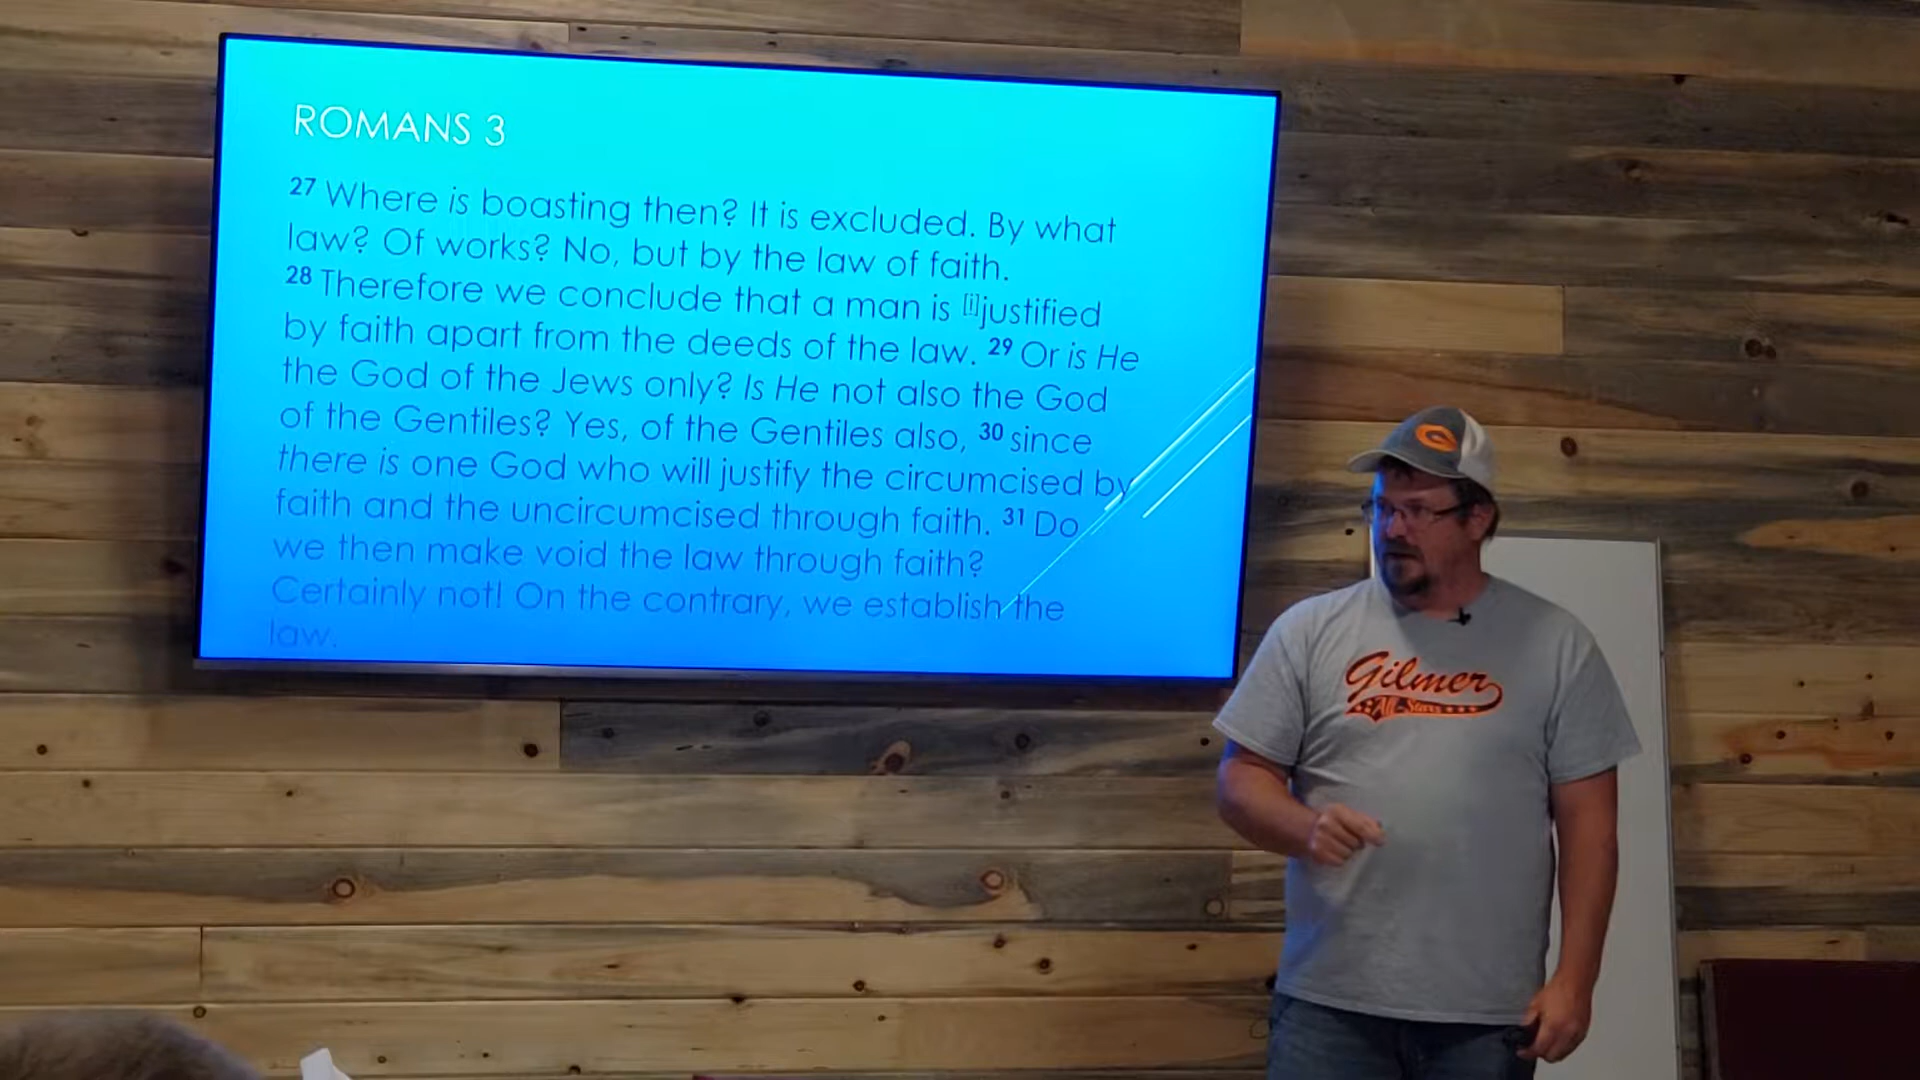 ROMANS 3
27 Where is boasting then? It is excluded. By what
law? Of works? No, but by the law of faith.
28 Therefore we conclude that a man is [i]justified
by faith apart from the deeds of the law. 29 Or is He
the God of the Jews only? Is He not also the God
of the Gentiles? Yes, of the Gentiles also, 30 since
there is one God who will justify the circumcised by
faith and the uncircumcised through faith. 31 Do
we then make void the law through faith?
Certainly not! On the contrary, we establish the
law.
G
Gilmer
All-Stars